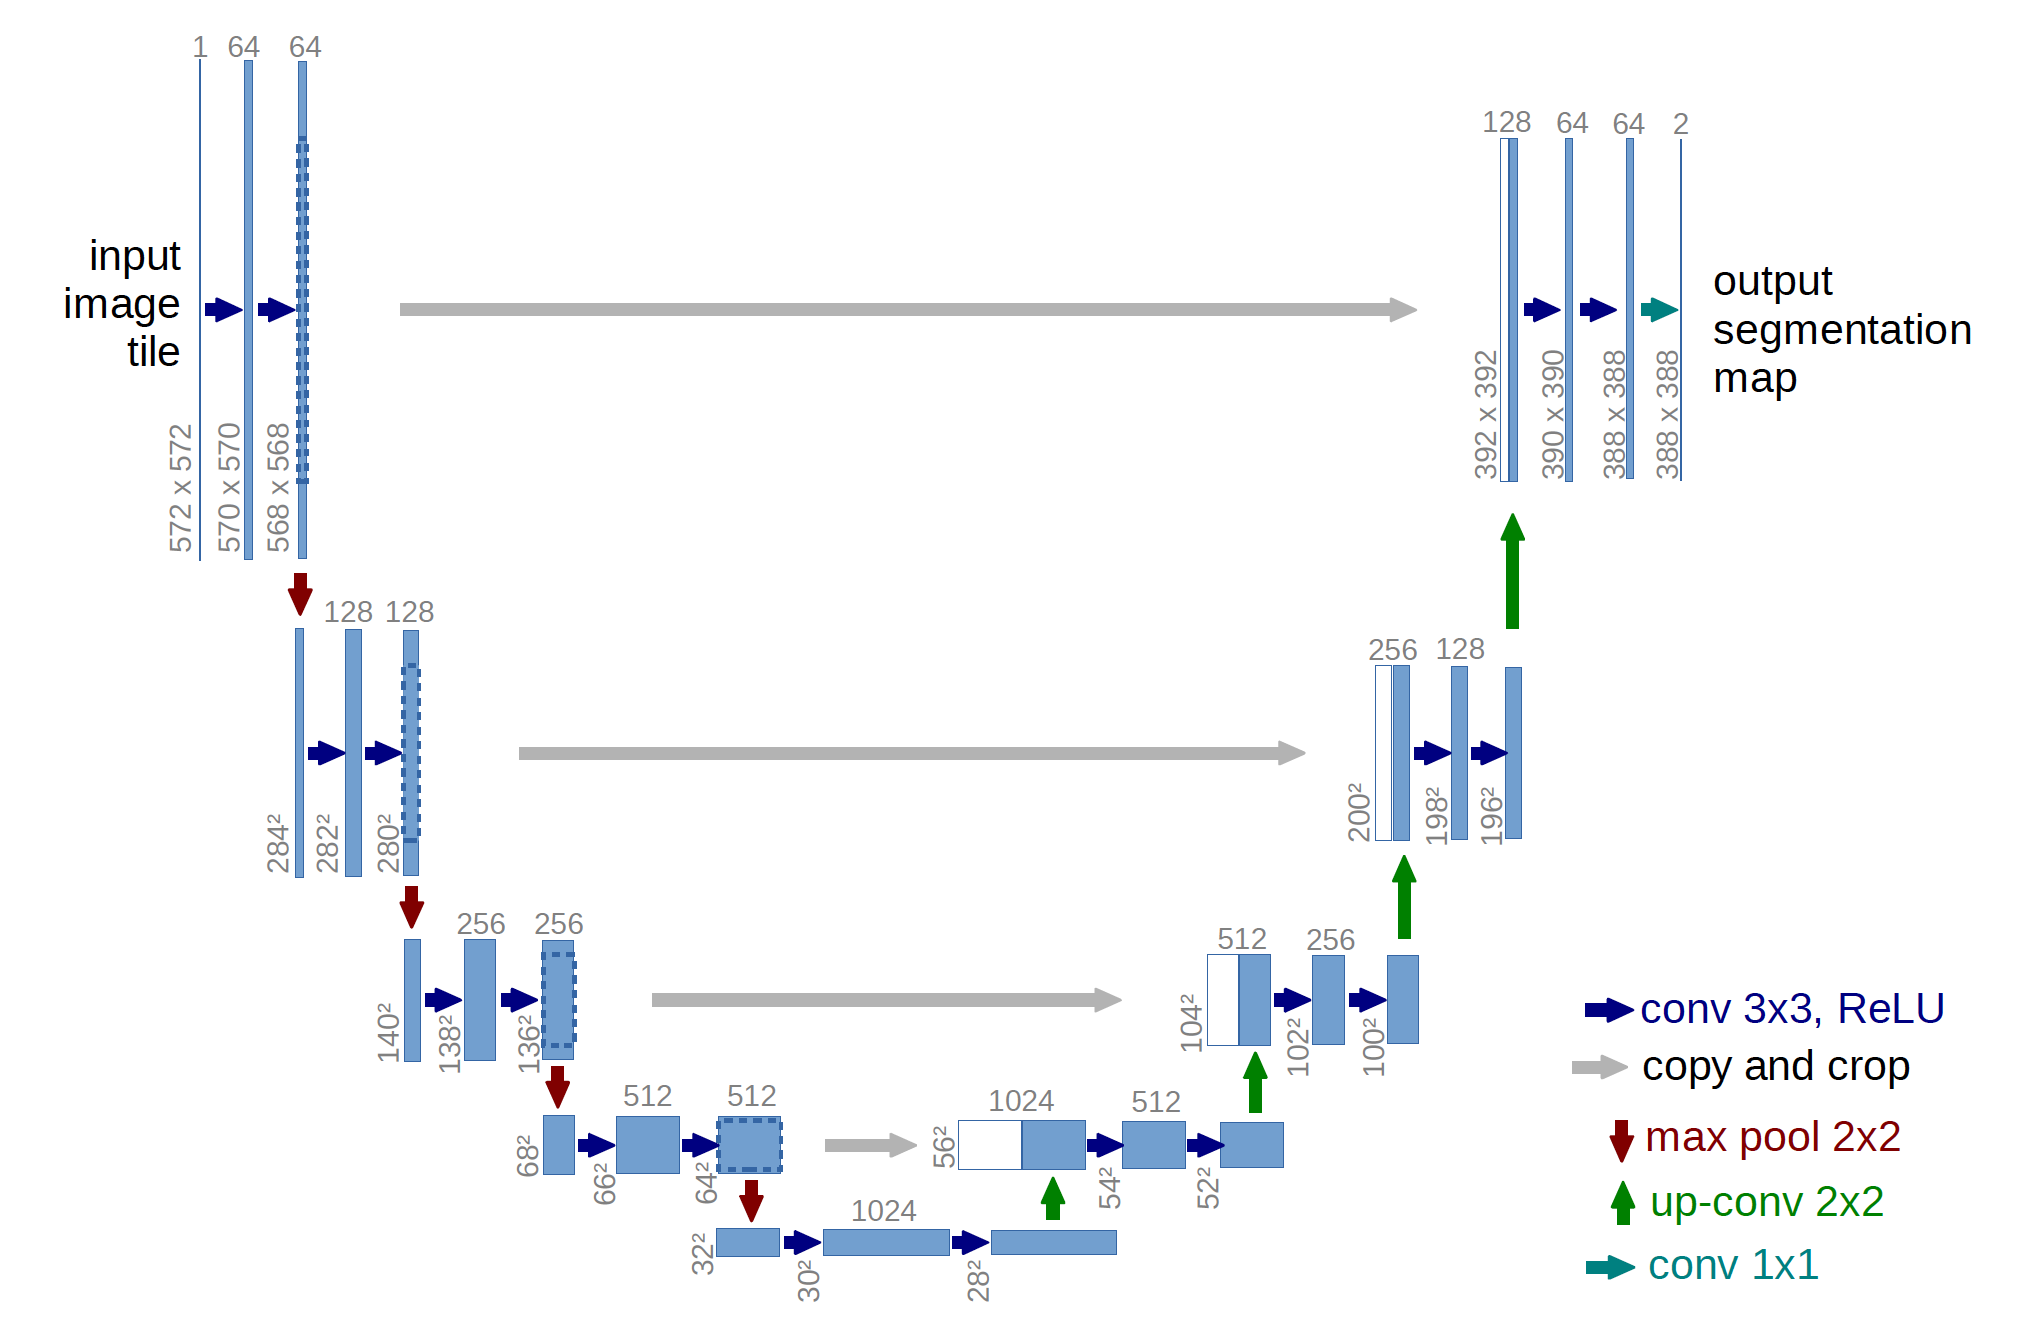 1 64 64
input
image
tile
572 x 572
570 x 570
568 x 568
128 64 64 2
output
segmentation
map
392 x 392
390 x 390
388 x 388
388 x 388
128 128
284²
282²
280²
256 128
200²
198²
196²
256 256
140²
138²
136²
512 256
104²
102²
100²
512 512
68²
66²
64²
1024 512
56²
54²
52²
1024
32²
30²
28²
conv 3x3, ReLU
copy and crop
max pool 2x2
up-conv 2x2
conv 1x1